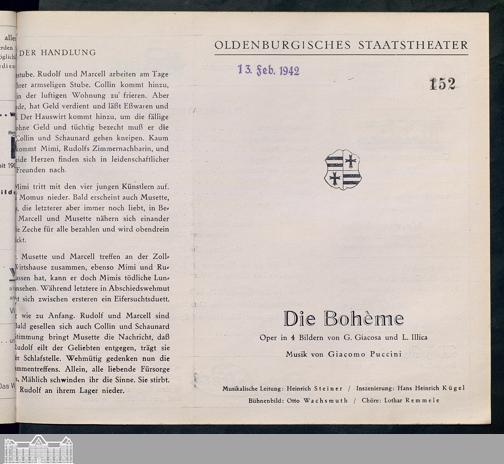 DER HANDLUNG
stube. Rudolf und Marcell arbeiten am Tage
armseligen Stube. Collin kommt hinzu,
in der luftigen Wohnung zu frieren. Aber
hat Geld verdient und läßt Eßwaren und
Der Hauswirt kommt hinzu, um die fällige
ohne Geld und tüchtig bezecht muß er die
Collin und Schaunard gehen kneipen. Kaum
kommt Mimi, Rudolfs Zimmernachbarin, und
beide Herzen finden sich in leidenschaftlicher
Freunden nach.
Mimi tritt mit den vier jungen Künstlern auf.
Momus nieder. Bald erscheint auch Musette,
die letzterer aber immer noch liebt, in Be-
Marcell und Musette nähern sich einander
Zeche für alle bezahlen und wird obendrein
Musette und Marcell treffen an der Zoll-
Wirtshause zusammen, ebenso Mimi und Ru-
hat, kann er doch Mimis tödliche Lun-
Während letztere in Abschiedswehmut
sich zwischen ersteren ein Eifersuchtsduett.
wie zu Anfang. Rudolf und Marcell sind
Bald gesellen sich auch Collin und Schaunard
Stimmung bringt Musette die Nachricht, daß
Rudolf eilt der Geliebten entgegen, trägt sie
Schlafstelle. Wehmütig gedenken nun die
Allein, alle liebende Fürsorge
Mählich schwinden ihr die Sinne. Sie stirbt.
Rudolf an ihrem Lager nieder.
OLDENBURGISCHES STAATSTHEATER
13. Feb. 1942
152
Die Bohème
Oper in 4 Bildern von G. Giacosa und L. Illica
Musik von Giacomo Puccini
Musikalische Leitung: Heinrich Steiner / Inszenierung: Hans Heinrich Kügel
Bühnenbild: Otto Wachsmuth / Chöre: Lothar Remmele